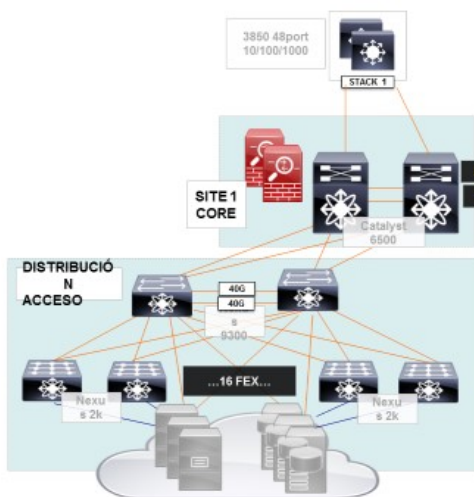 3850 48port
10/100/1000
STACK 1
SITE 1
CORE
Catalyst
6500
DISTRIBUCIÓ
N
ACCESO
40G
40G
s
9300
...16 FEX...
Nexu
s 2k
Nexu
s 2k